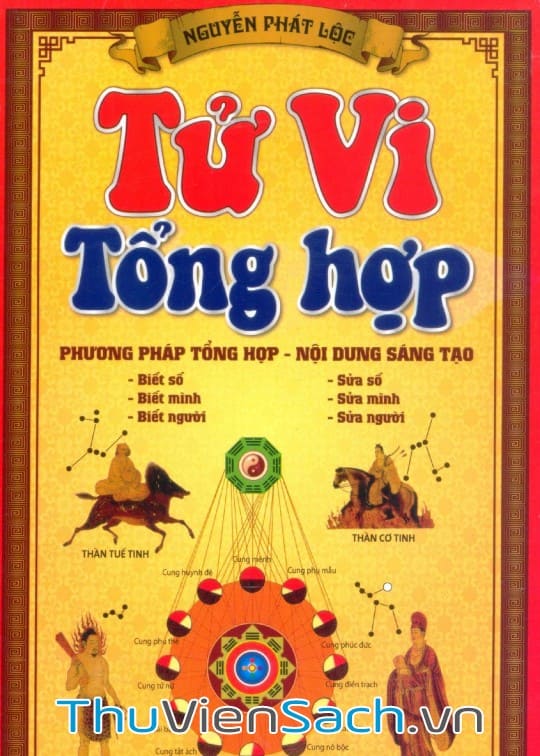 NGUYỄN PHÁT LỘC
Tử Vi
Tổng hợp
PHƯƠNG PHÁP TỔNG HỢP - NỘI DUNG SÁNG TẠO
- Biết số
- Biết mình
- Biết người
- Sửa số
- Sửa mình
- Sửa người
THẦN TUẾ TINH
THẦN CƠ TINH
Cung mệnh
Cung huynh đệ
Cung phụ mẫu
Cung phu thê
Cung phúc đức
Cung tử nữ
Cung điền trạch
Cung tật ách
Cung nô bộc
ThuVienSach.vn